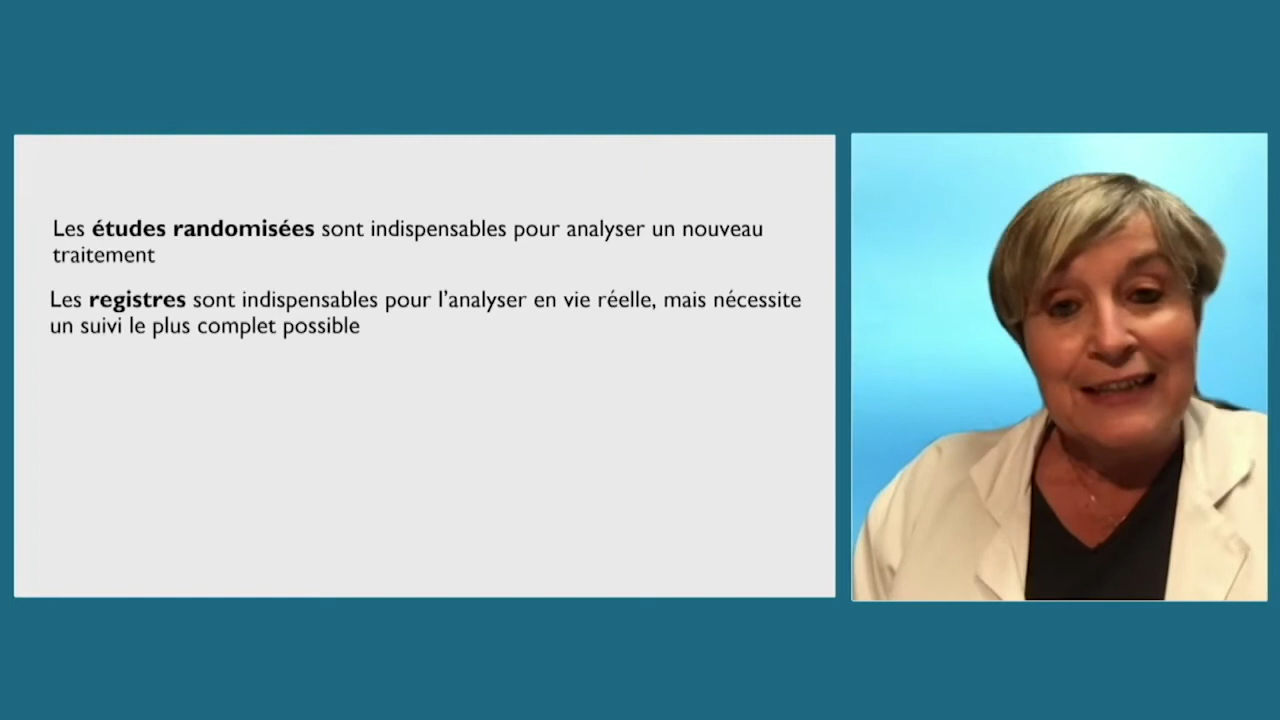 Les études randomisées sont indispensables pour analyser un nouveau
traitement
Les registres sont indispensables pour l’analyser en vie réelle, mais nécessite
un suivi le plus complet possible